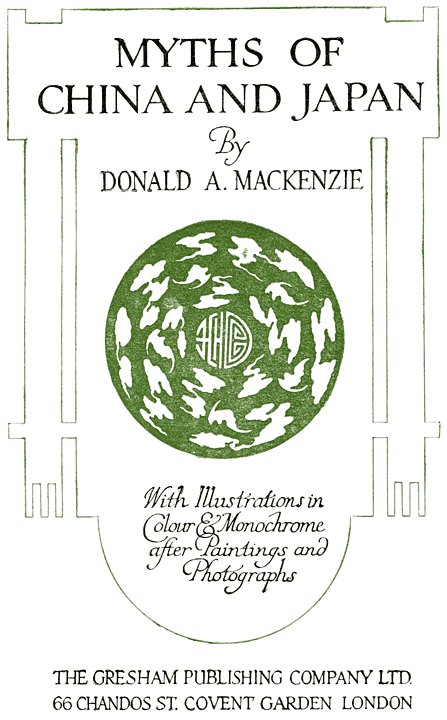 MYTHS OF
CHINA AND JAPAN
By
DONALD A. MACKENZIE
With Illustrations in
Colour & Monochrome
after Paintings and
Photographs
THE GRESHAM PUBLISHING COMPANY LTD.
66 CHANDOS ST. COVENT GARDEN LONDON